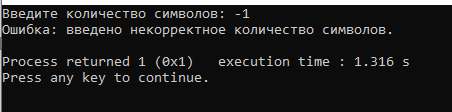 Введите количество символов: -1
Ошибка: введено некорректное количество символов.
Process returned 1 (0x1)   execution time : 1.316 s
Press any key to continue.